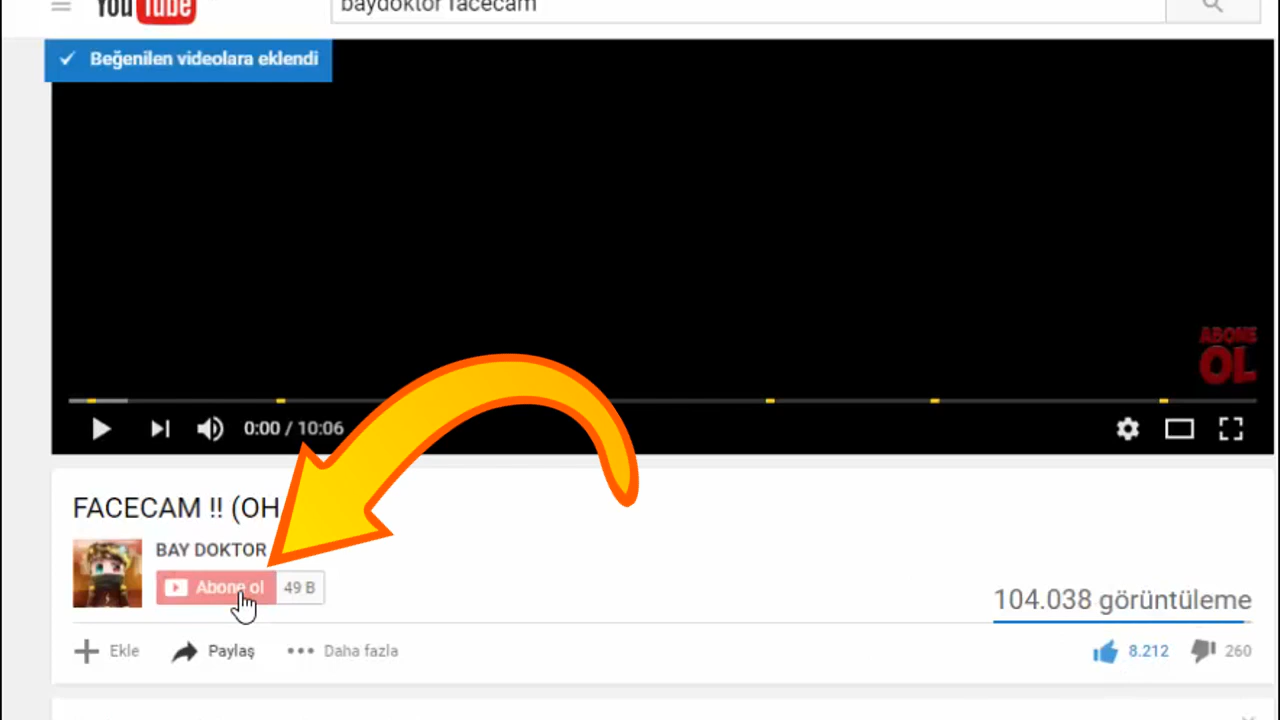 YouTube
baydoktor facecam
Beğenilen videolara eklendi
ABONE
OL
0:00 / 10:06
FACECAM !! (OH
BAY DOKTOR
Abone ol
49 B
104.038 görüntüleme
Ekle
Paylaş
Daha fazla
8.212
260